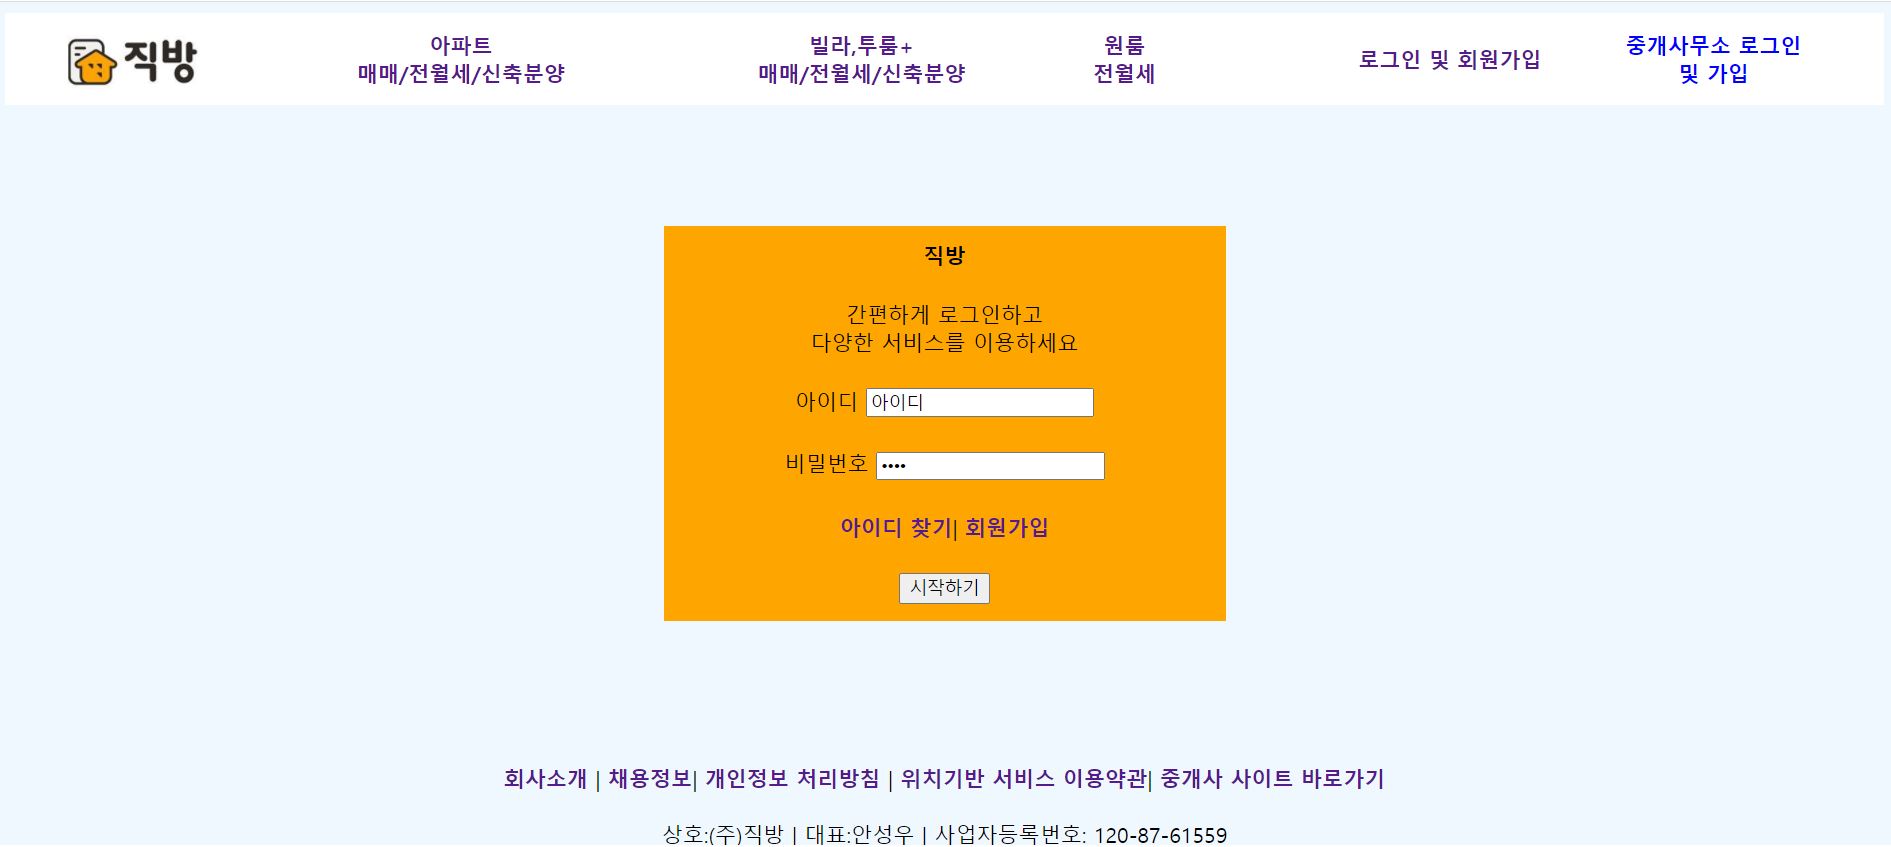 직방
아파트
매매/전월세/신축분양
빌라,투룸+
매매/전월세/신축분양
원룸
전월세
로그인 및 회원가입
중개사무소 로그인
및 가입
직방
간편하게 로그인하고
다양한 서비스를 이용하세요
아이디 아이디
비밀번호 ••••
아이디 찾기| 회원가입
시작하기
회사소개 | 채용정보| 개인정보 처리방침 | 위치기반 서비스 이용약관| 중개사 사이트 바로가기
상호:(주)직방 | 대표:안성우 | 사업자등록번호: 120-87-61559